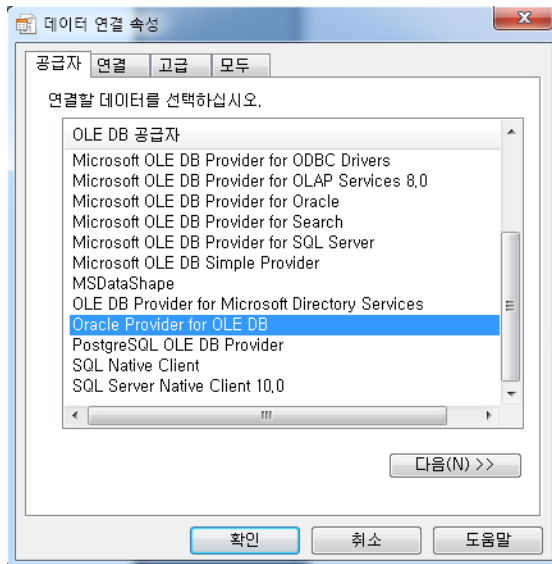 데이터 연결 속성
공급자 연결 고급 모두
연결할 데이터를 선택하십시오.
OLE DB 공급자
Microsoft OLE DB Provider for ODBC Drivers
Microsoft OLE DB Provider for OLAP Services 8.0
Microsoft OLE DB Provider for Oracle
Microsoft OLE DB Provider for Search
Microsoft OLE DB Provider for SQL Server
Microsoft OLE DB Simple Provider
MSDataShape
OLE DB Provider for Microsoft Directory Services
Oracle Provider for OLE DB
PostgreSQL OLE DB Provider
SQL Native Client
SQL Server Native Client 10.0
다음(N) >>
확인 취소 도움말